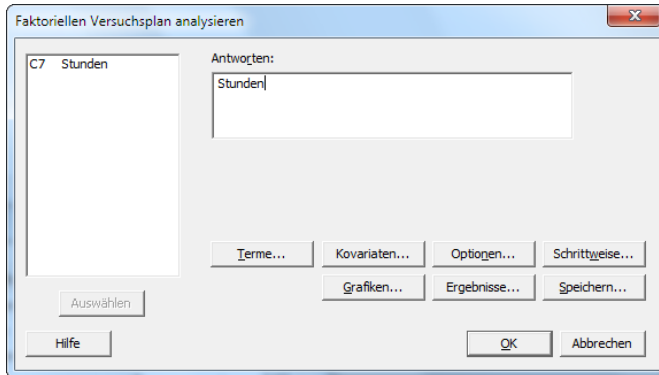 Faktoriellen Versuchsplan analysieren
C7 Stunden
Antworten:
Stunden
Terme...
Kovariaten...
Optionen...
Schrittweise...
Grafiken...
Ergebnisse...
Speichern...
Auswählen
Hilfe
OK
Abbrechen